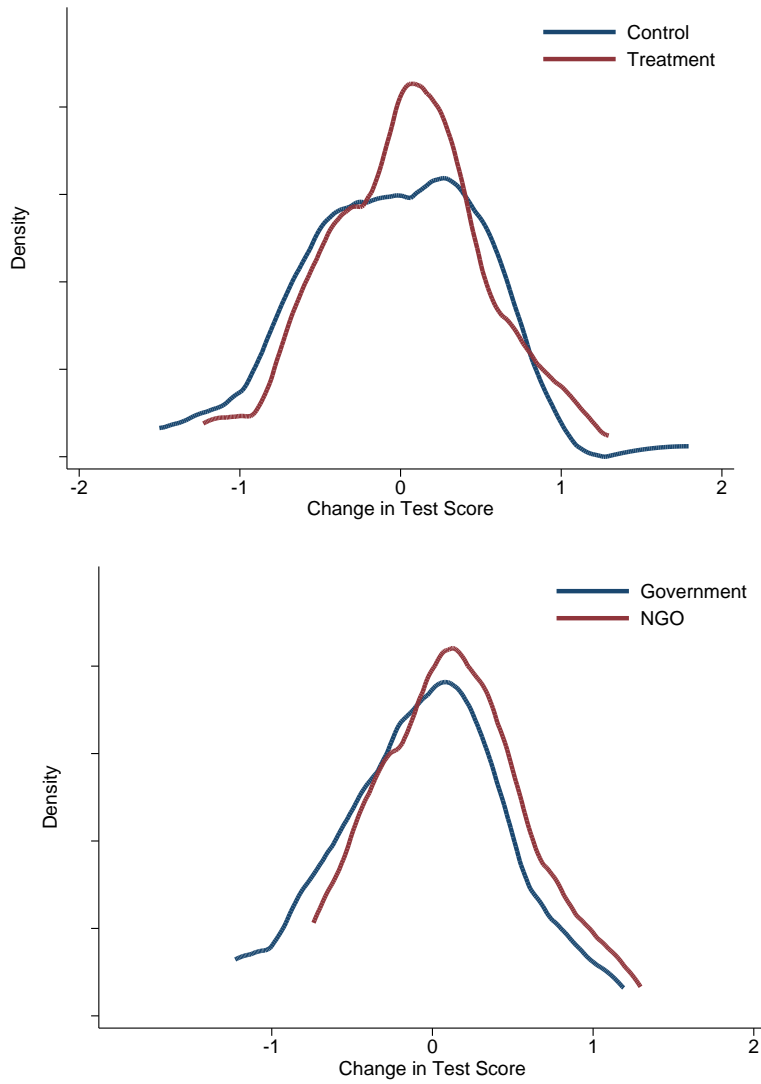 Control
Treatment
Density
-2 -1 0 1 2
Change in Test Score
Government
NGO
Density
-1 0 1 2
Change in Test Score